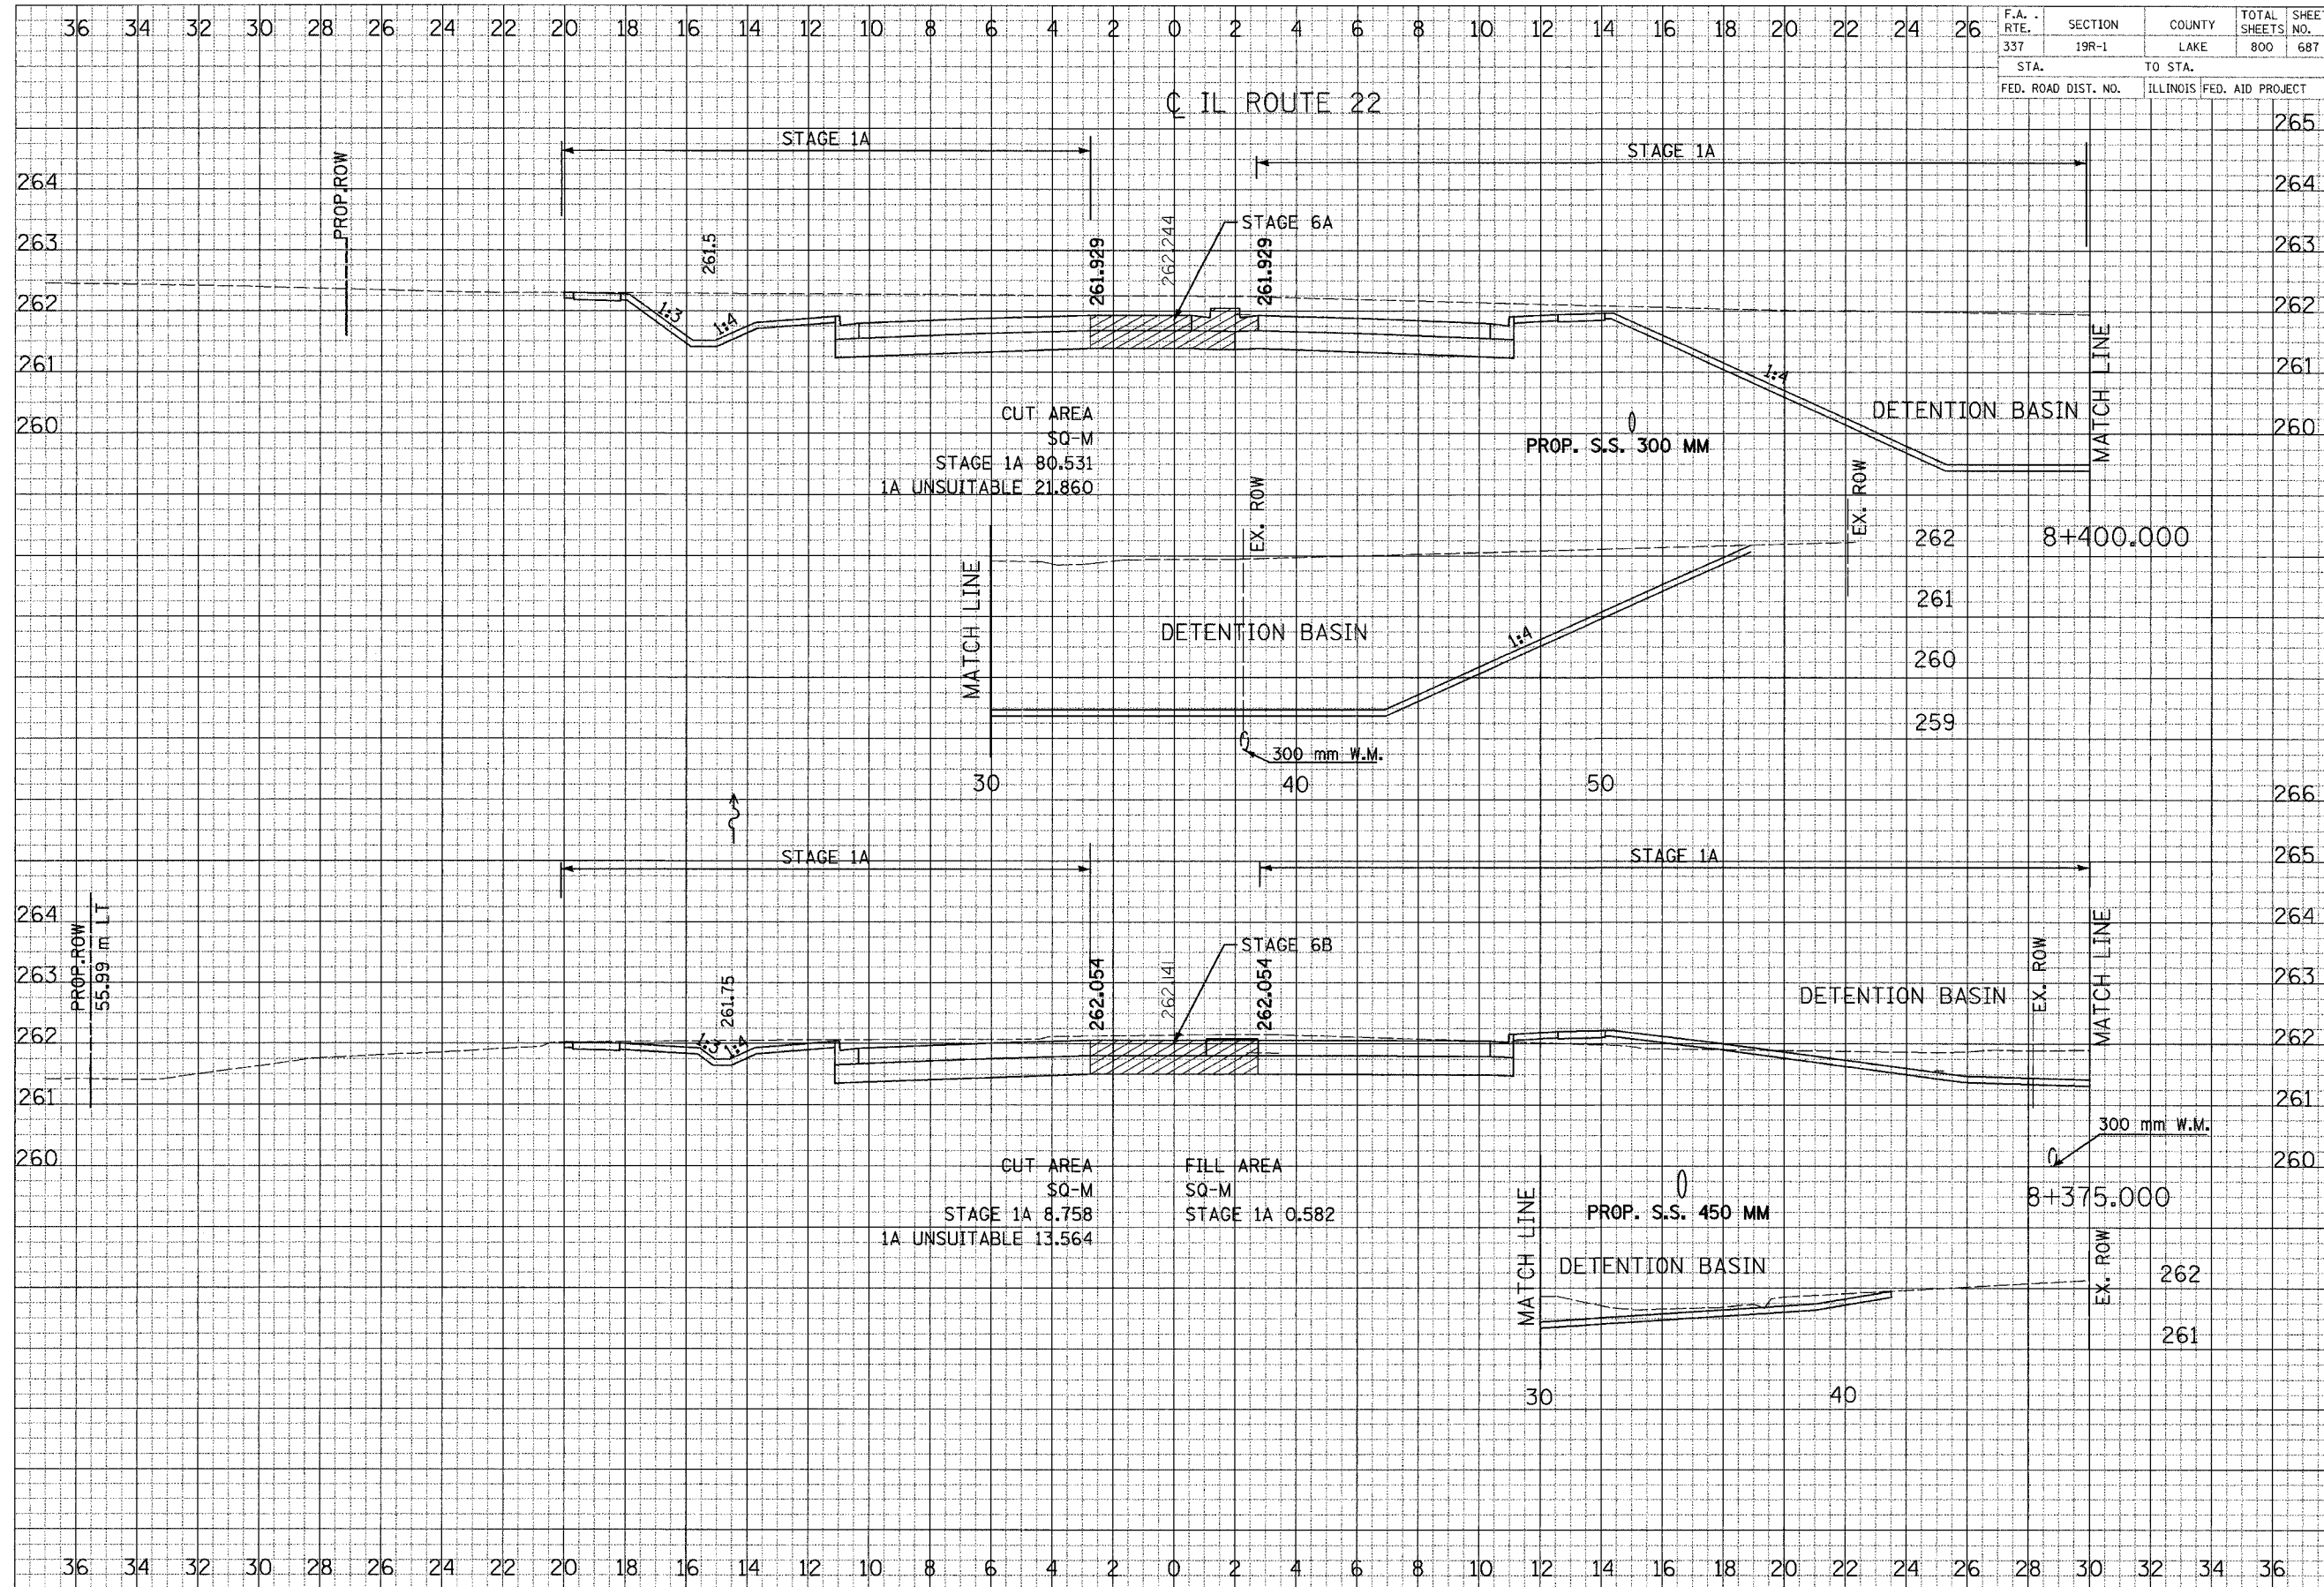 36 34 32 30 28 26 24 22 20 18 16 14 12 10 8 6 4 2 0 2 4 6 8 10 12 14 16 18 20 22 24 26
F.A. RTE. SECTION COUNTY TOTAL SHEETS SHEET NO.
337 19R-1 LAKE 800 687
STA. TO STA.
FED. ROAD DIST. NO. ILLINOIS FED. AID PROJECT
℄ IL ROUTE 22
265
STAGE 1A
STAGE 1A
PROP.ROW
264
264
STAGE 6A
263
263
261.5
261.929
262.244
261.929
262
262
1:3
1:4
261
261
1:4
MATCH LINE
260
260
CUT AREA
SQ-M
STAGE 1A 80.531
1A UNSUITABLE 21.860
DETENTION BASIN
PROP. S.S. 300 MM
EX. ROW
EX. ROW
262
8+400.000
MATCH LINE
261
DETENTION BASIN
1:4
260
259
300 mm W.M.
30
40
50
266
STAGE 1A
STAGE 1A
265
264
264
PROP.ROW
55.99 m LT
STAGE 6B
MATCH LINE
EX. ROW
263
263
261.75
262.054
262.141
262.054
DETENTION BASIN
262
262
1:3
1:4
261
261
300 mm W.M.
260
260
CUT AREA
SQ-M
STAGE 1A 8.758
1A UNSUITABLE 13.564
FILL AREA
SQ-M
STAGE 1A 0.582
MATCH LINE
PROP. S.S. 450 MM
8+375.000
EX. ROW
DETENTION BASIN
262
261
30
40
36 34 32 30 28 26 24 22 20 18 16 14 12 10 8 6 4 2 0 2 4 6 8 10 12 14 16 18 20 22 24 26 28 30 32 34 36